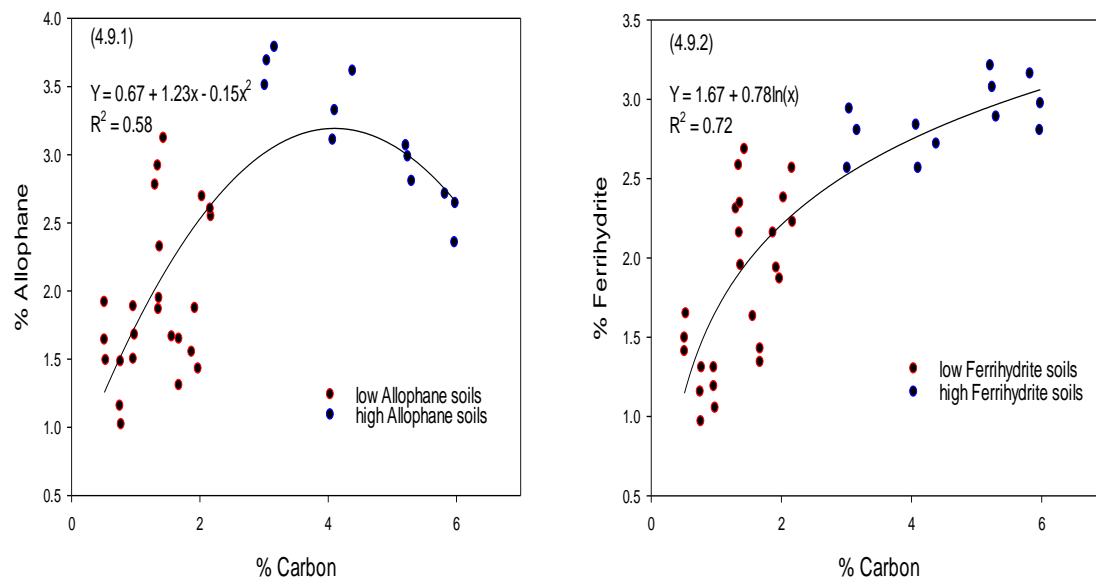 (4.9.1)
Y = 0.67 + 1.23x - 0.15x²
R² = 0.58
% Allophane
4.0
3.5
3.0
2.5
2.0
1.5
1.0
0.5
low Allophane soils
high Allophane soils
0 2 4 6
% Carbon
(4.9.2)
Y = 1.67 + 0.78ln(x)
R² = 0.72
% Ferrihydrite
3.5
3.0
2.5
2.0
1.5
1.0
0.5
low Ferrihydrite soils
high Ferrihydrite soils
0 2 4 6
% Carbon